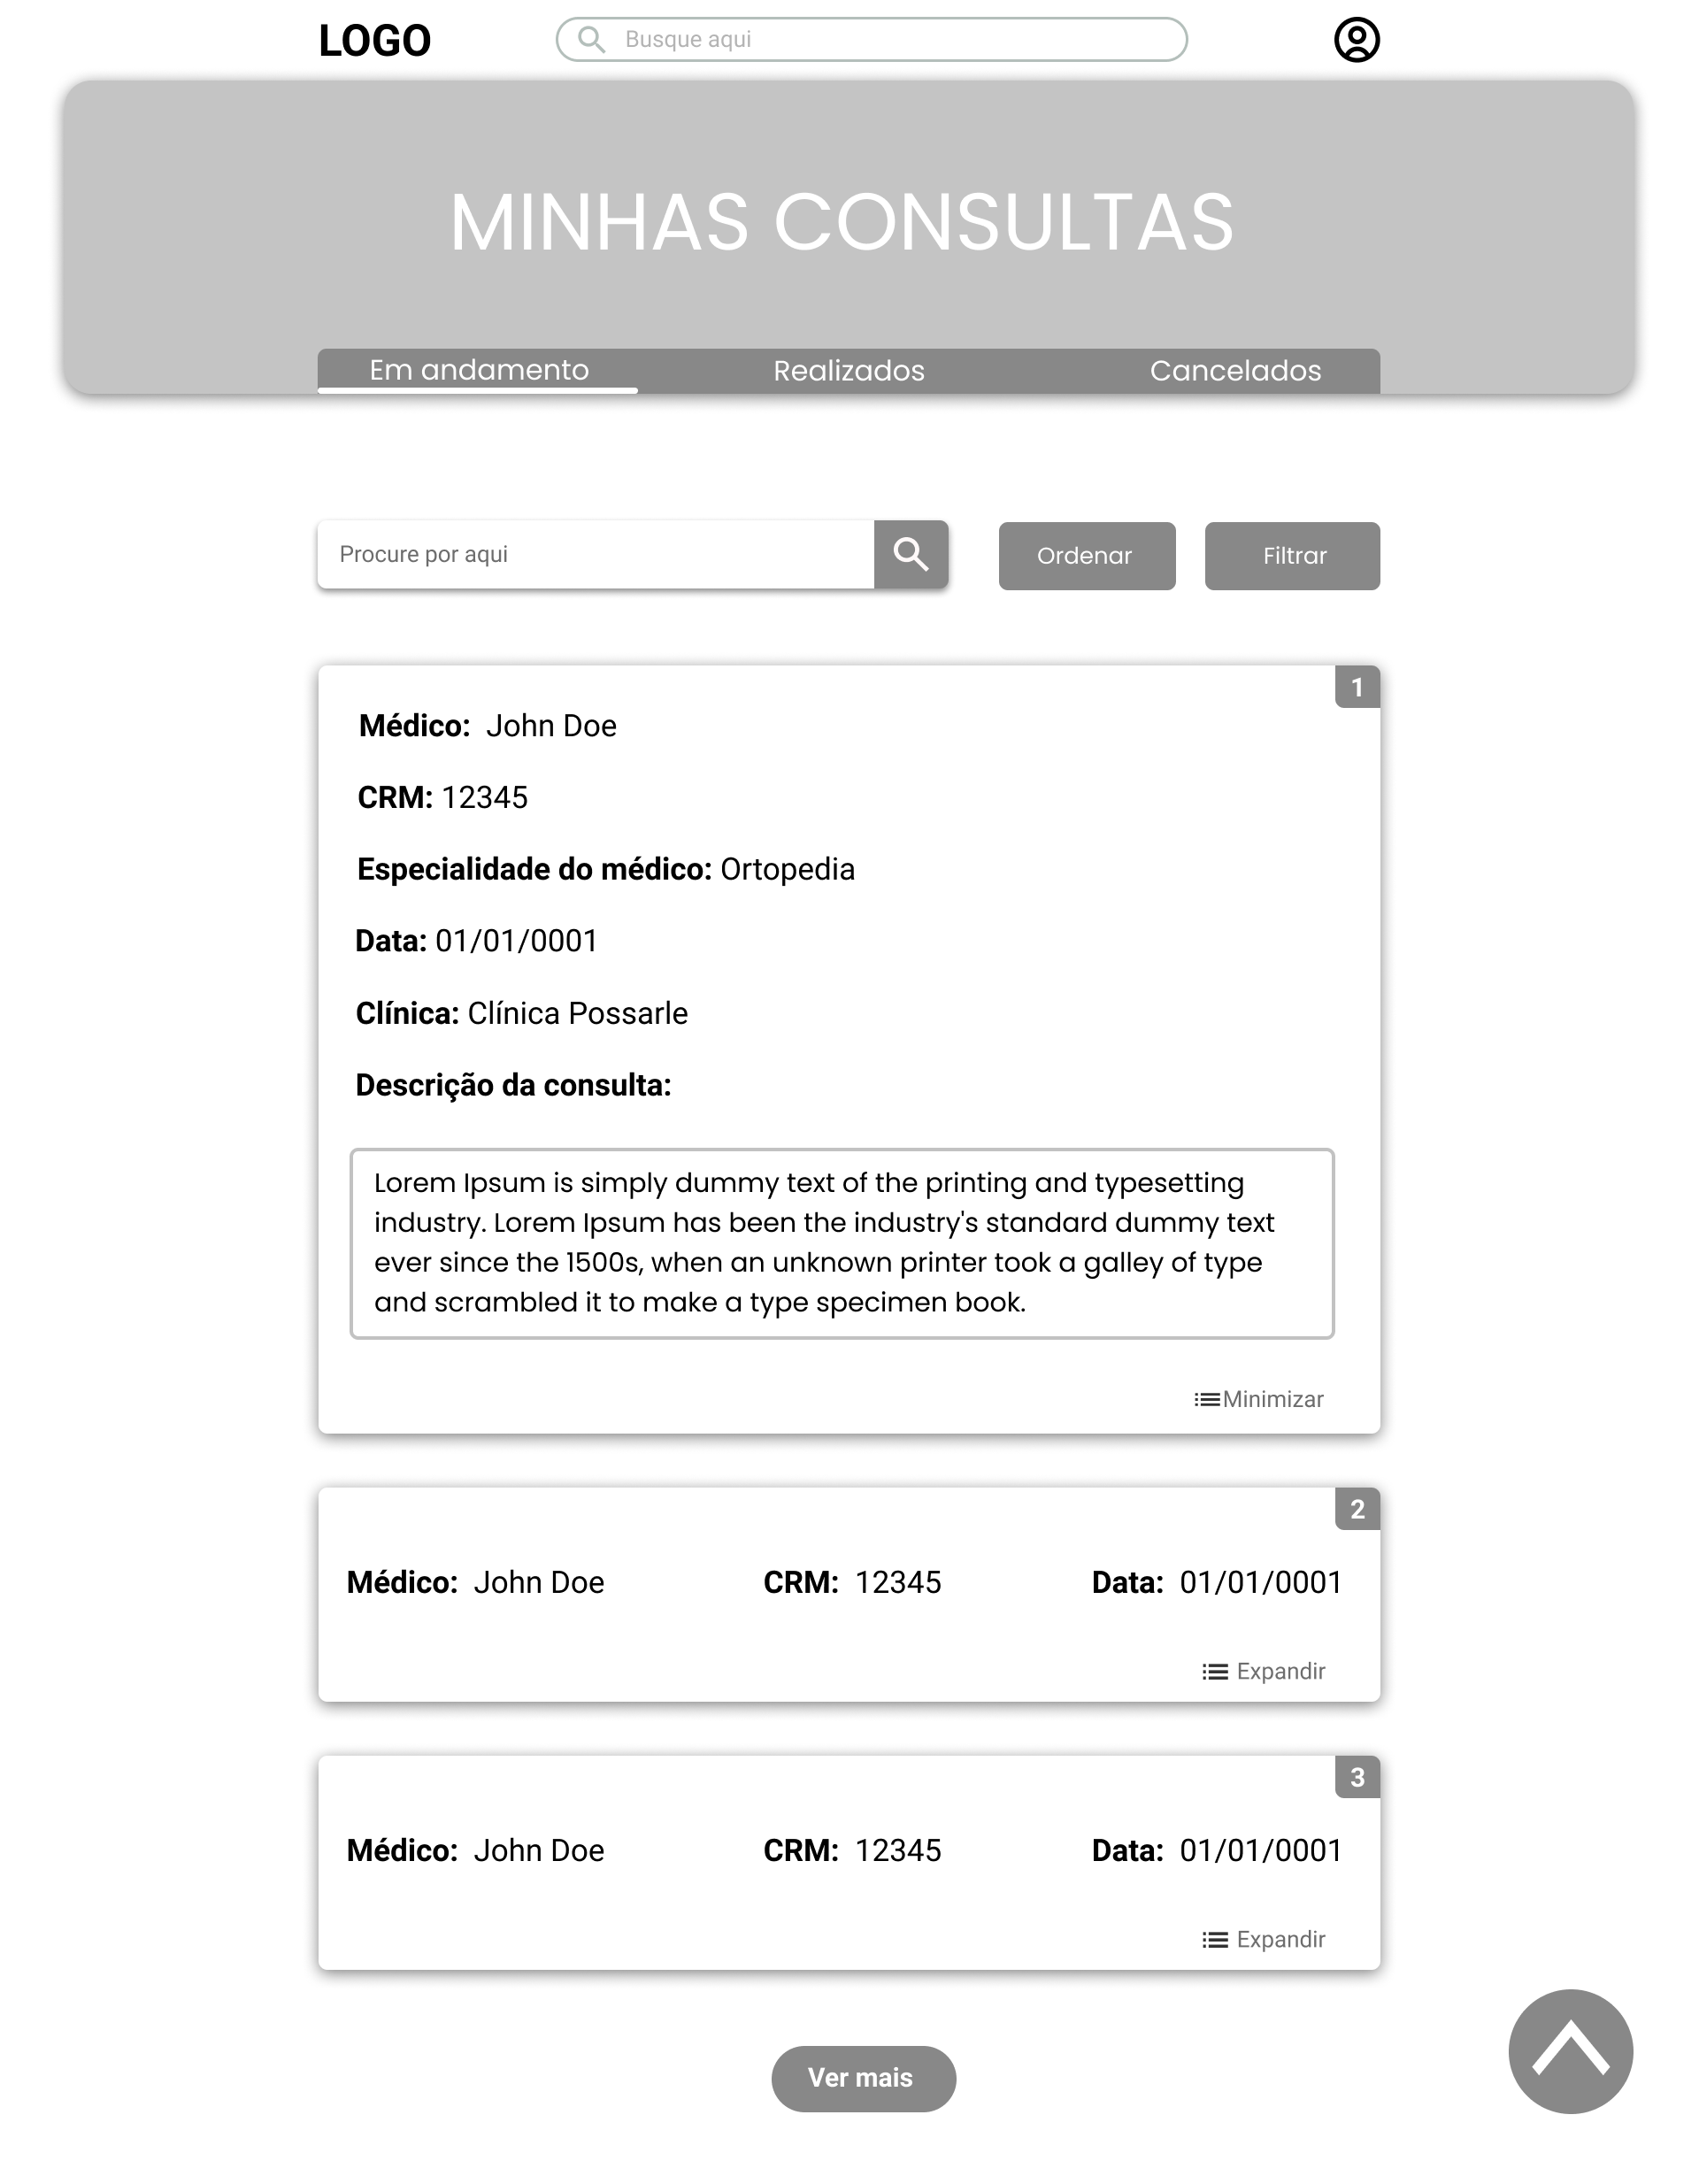 LOGO
Busque aqui
MINHAS CONSULTAS
Em andamento
Realizados
Cancelados
Procure por aqui
Ordenar
Filtrar
1
Médico: John Doe
CRM: 12345
Especialidade do médico: Ortopedia
Data: 01/01/0001
Clínica: Clínica Possarle
Descrição da consulta:
Lorem Ipsum is simply dummy text of the printing and typesetting
industry. Lorem Ipsum has been the industry's standard dummy text
ever since the 1500s, when an unknown printer took a galley of type
and scrambled it to make a type specimen book.
Minimizar
2
Médico: John Doe
CRM: 12345
Data: 01/01/0001
Expandir
3
Médico: John Doe
CRM: 12345
Data: 01/01/0001
Expandir
Ver mais